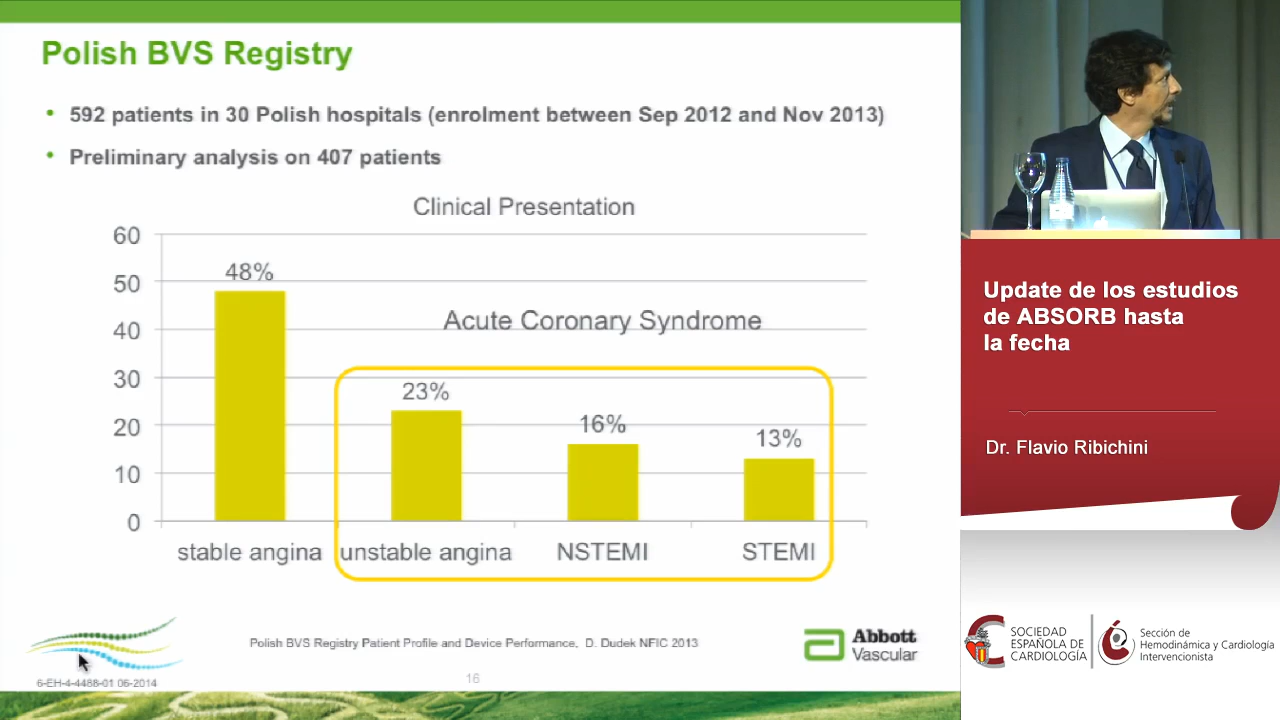 Polish BVS Registry
• 592 patients in 30 Polish hospitals (enrolment between Sep 2012 and Nov 2013)
• Preliminary analysis on 407 patients
Clinical Presentation
60
50
40
30
20
10
0
48%
Acute Coronary Syndrome
23%
16%
13%
stable angina
unstable angina
NSTEMI
STEMI
Polish BVS Registry Patient Profile and Device Performance, D. Dudek NFIC 2013
Abbott
Vascular
6-EH-4-4488-01 06-2014
16
Update de los estudios
de ABSORB hasta
la fecha
Dr. Flavio Ribichini
SOCIEDAD
ESPAÑOLA DE
CARDIOLOGÍA
Sección de
Hemodinámica y Cardiología
Intervencionista